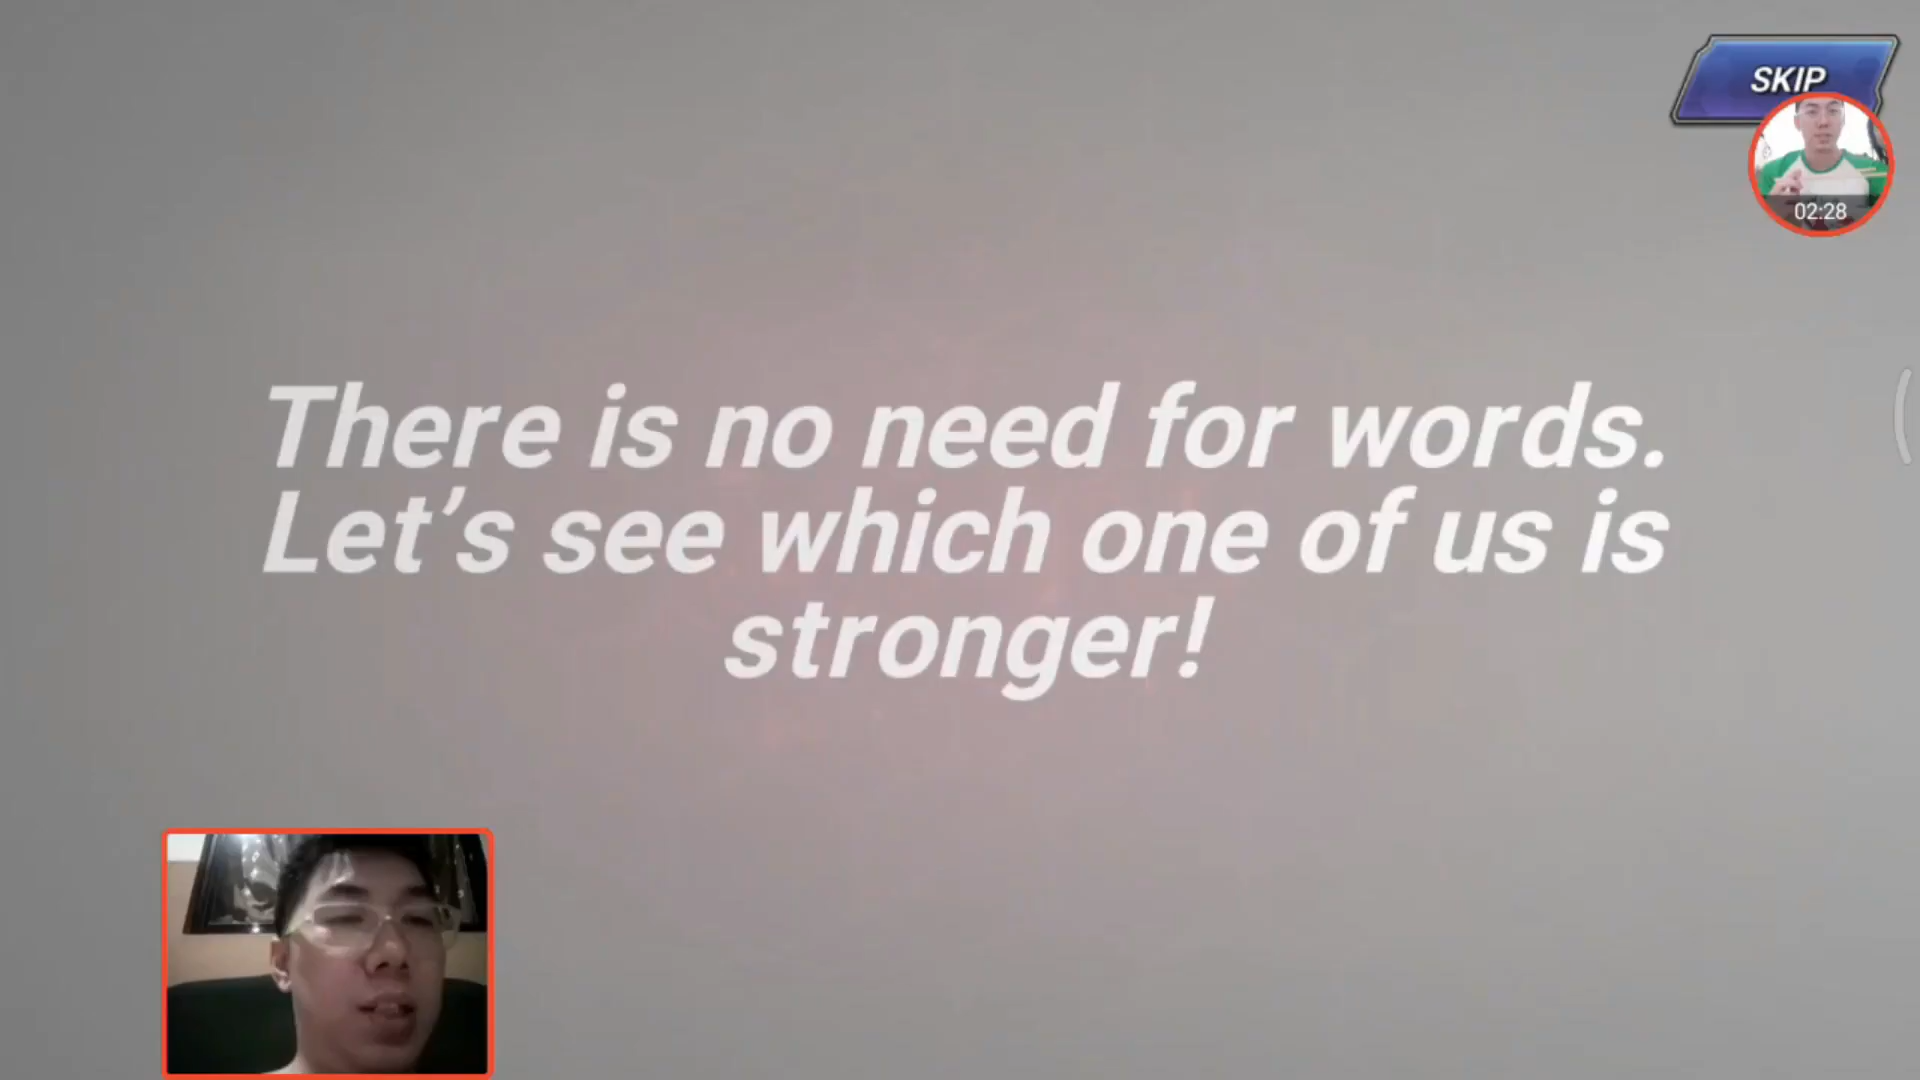 SKIP
02:28
There is no need for words.
Let's see which one of us is
stronger!